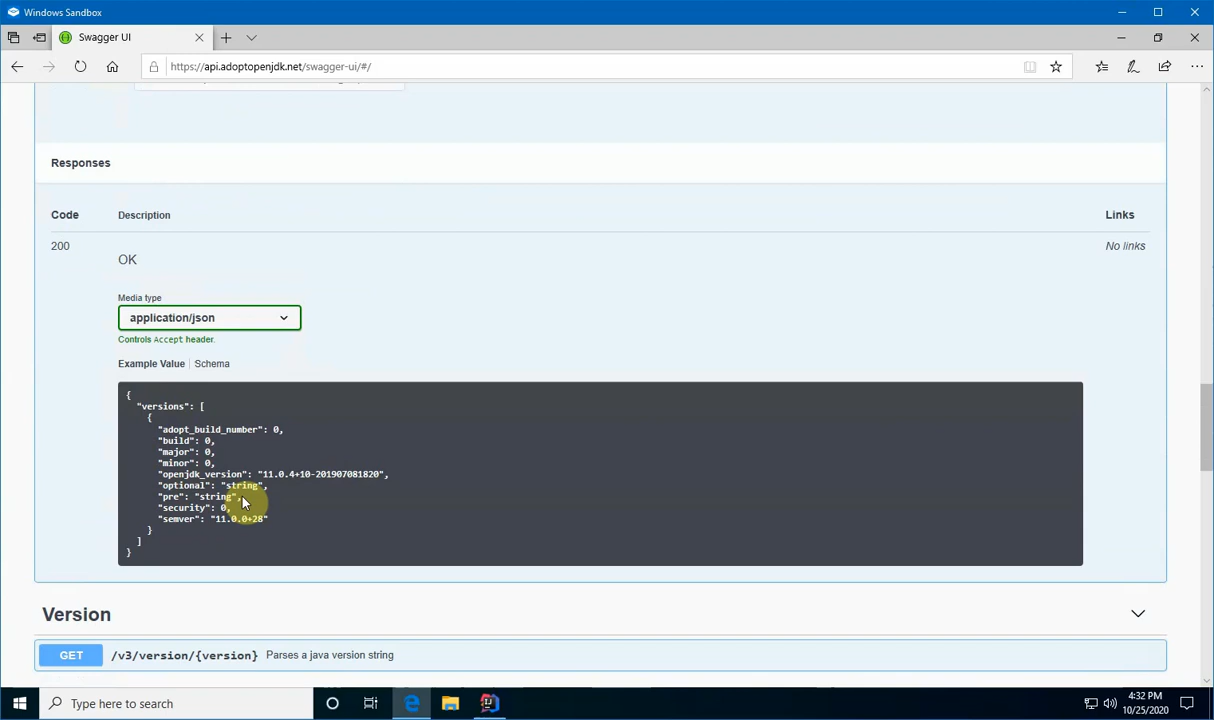 Windows Sandbox
Swagger UI
https://api.adoptopenjdk.net/swagger-ui/#/
Responses
Code
Description
Links
200
OK
No links
Media type
application/json
Controls Accept header.
Example Value
Schema
{
"versions": [
{
"adopt_build_number": 0,
"build": 0,
"major": 0,
"minor": 0,
"openjdk_version": "11.0.4+10-201907081820",
"optional": "string",
"pre": "string",
"security": 0,
"semver": "11.0.0+28"
}
]
}
Version
GET /v3/version/{version} Parses a java version string
Type here to search
4:32 PM
10/25/2020